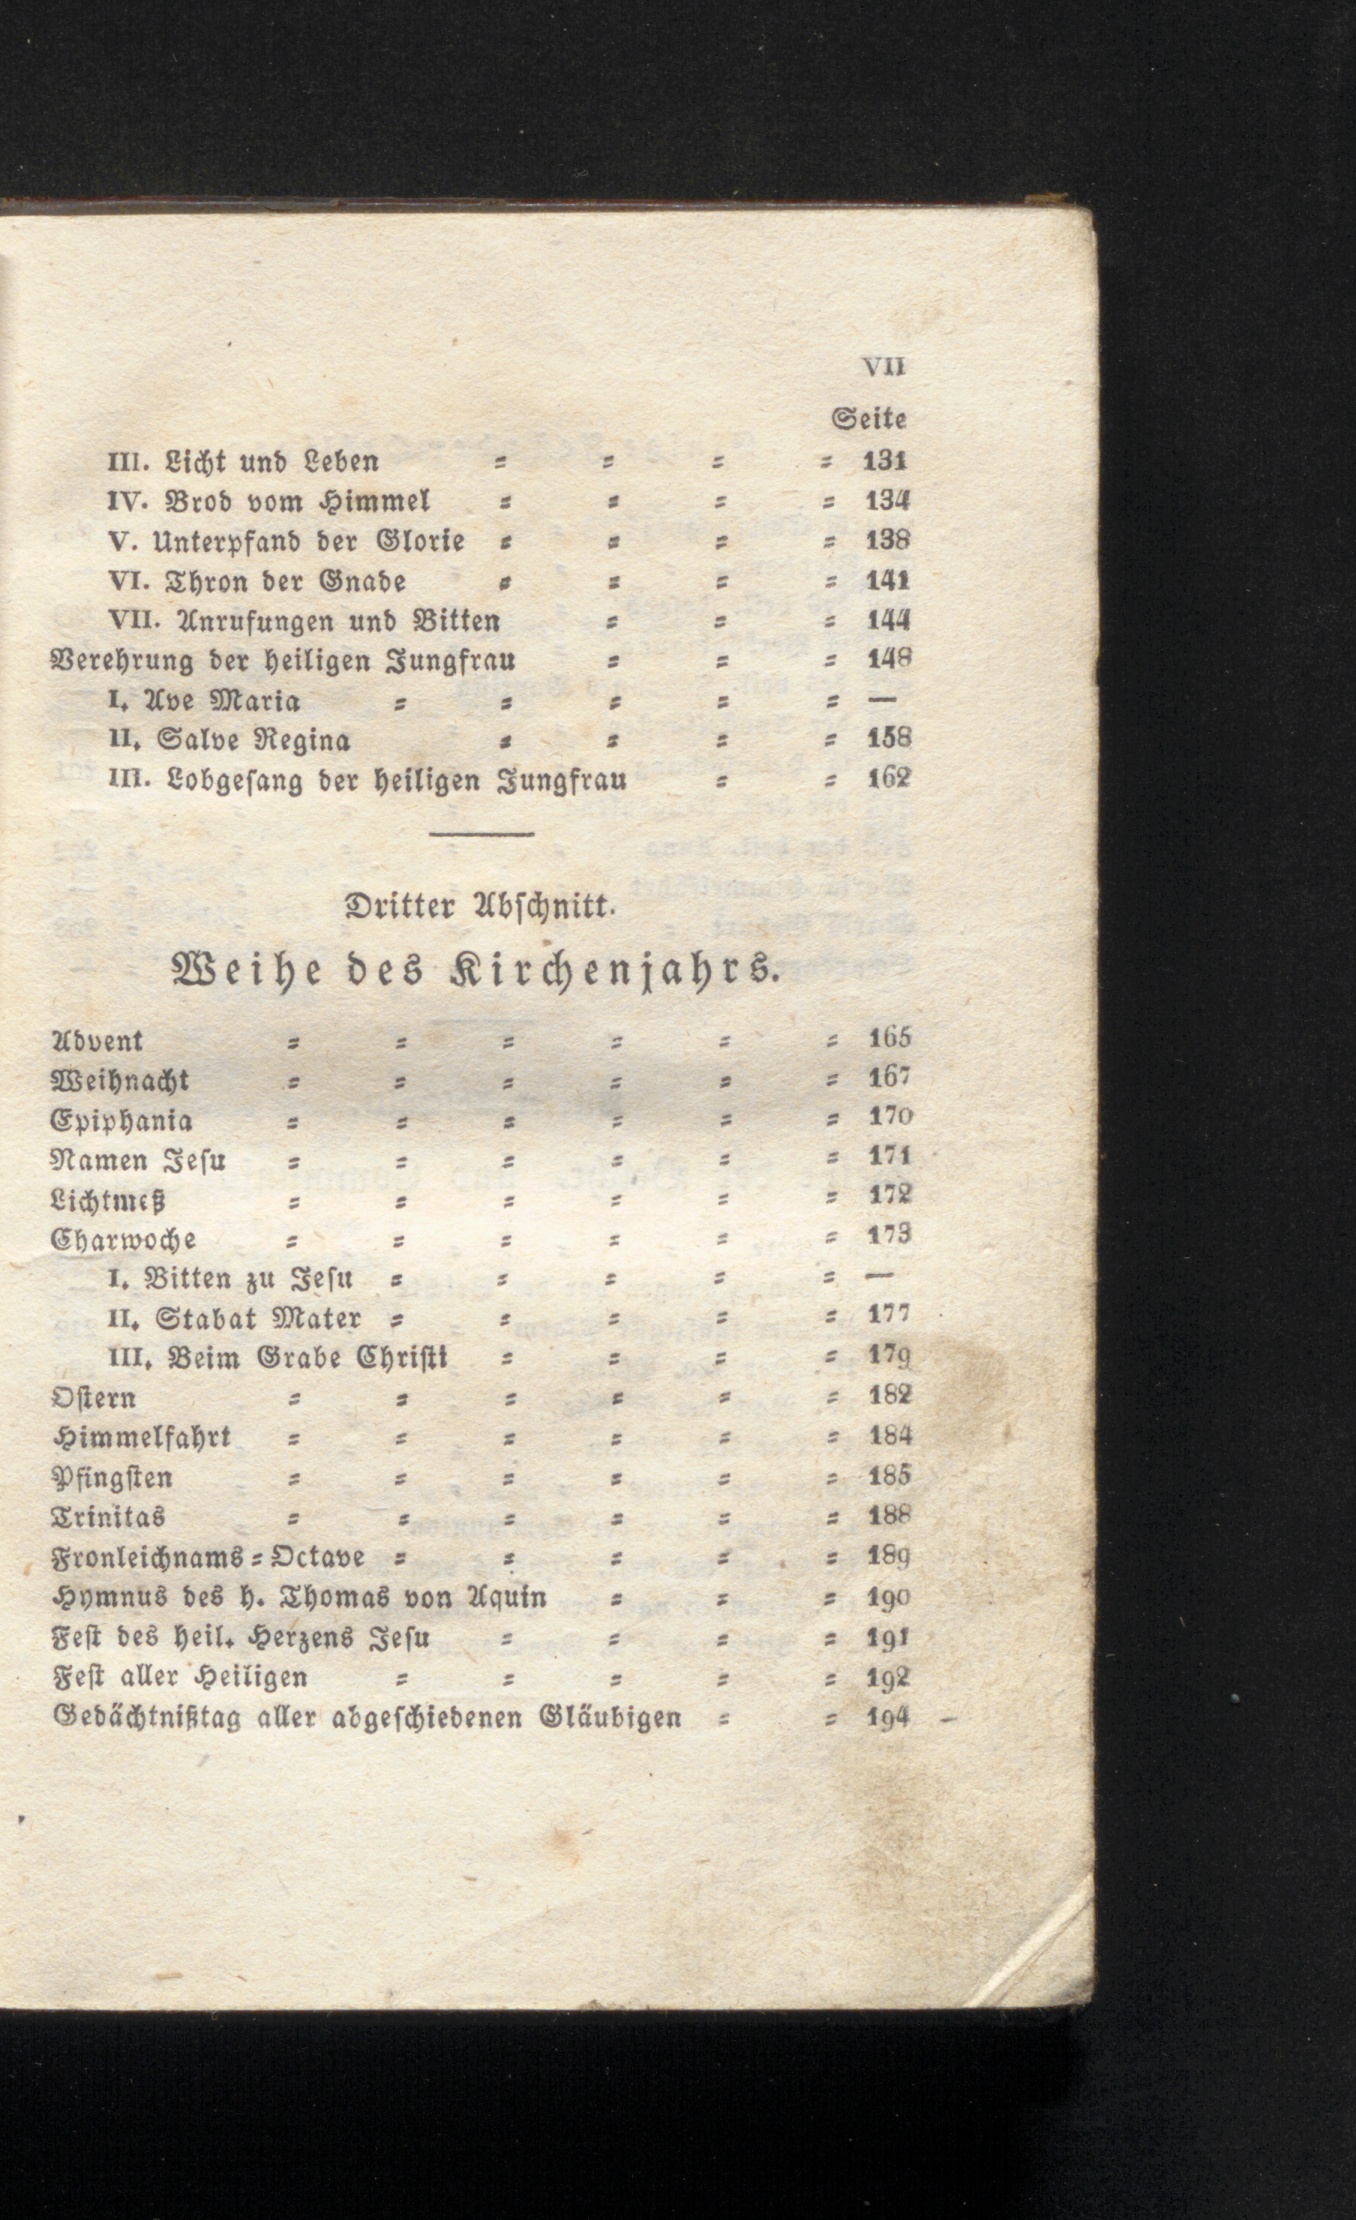 VII
Seite
III. Licht und Leben = = = = 131
IV. Brod vom Himmel = = = = 134
V. Unterpfand der Glorie = = = = 138
VI. Thron der Gnade = = = = 141
VII. Anrufungen und Bitten = = = 144
Verehrung der heiligen Jungfrau = = = 148
I. Ave Maria = = = = = —
II. Salve Regina = = = = 158
III. Lobgeſang der heiligen Jungfrau = = 162
Dritter Abſchnitt.
Weihe des Kirchenjahrs.
Advent = = = = = = 165
Weihnacht = = = = = = 167
Epiphania = = = = = = 170
Namen Jeſu = = = = = = 171
Lichtmeß = = = = = = 172
Charwoche = = = = = = 173
I. Bitten zu Jeſu = = = = = —
II. Stabat Mater = = = = = 177
III. Beim Grabe Chriſti = = = = 179
Oſtern = = = = = = 182
Himmelfahrt = = = = = = 184
Pfingſten = = = = = = 185
Trinitas = = = = = = 188
Fronleichnams=Octave = = = = = 189
Hymnus des h. Thomas von Aquin = = = 190
Feſt des heil. Herzens Jeſu = = = = 191
Feſt aller Heiligen = = = = = 192
Gedächtnißtag aller abgeſchiedenen Gläubigen = = 194